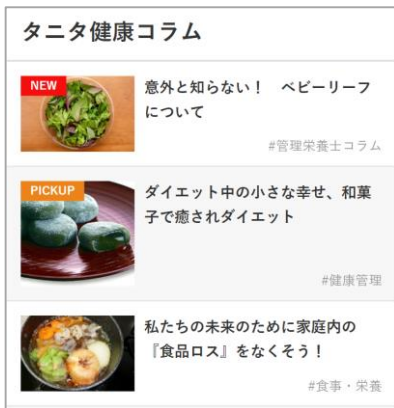 タニタ健康コラム
NEW
意外と知らない！　ベビーリーフ
について
#管理栄養士コラム
PICKUP
ダイエット中の小さな幸せ、和菓
子で癒されダイエット
#健康管理
私たちの未来のために家庭内の
『食品ロス』をなくそう！
#食事・栄養